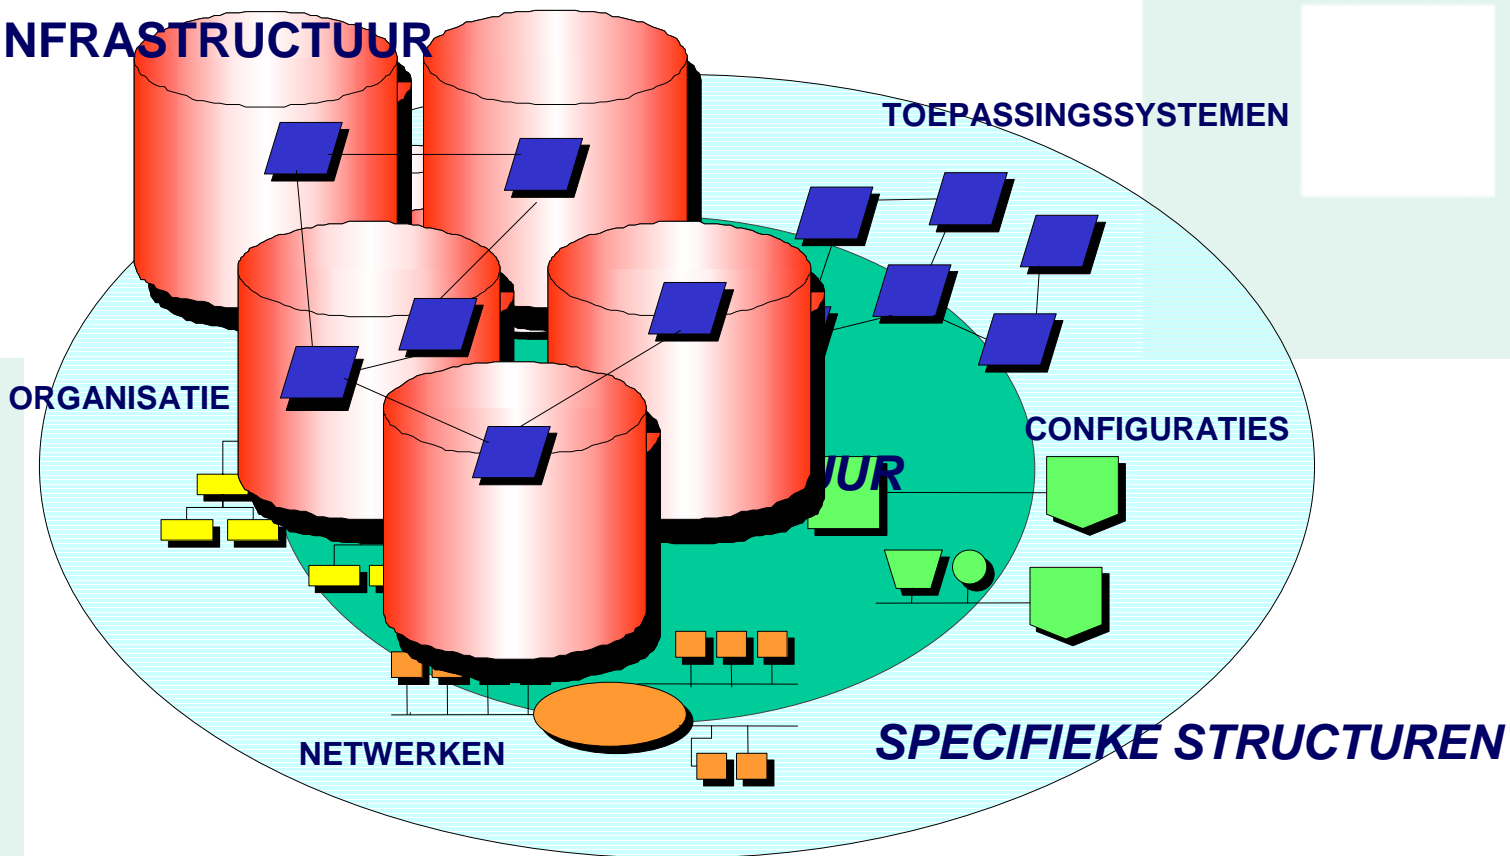 NFRASTRUCTUUR
TOEPASSINGSSYSTEMEN
ORGANISATIE
CONFIGURATIES
UUR
NETWERKEN
SPECIFIEKE STRUCTUREN